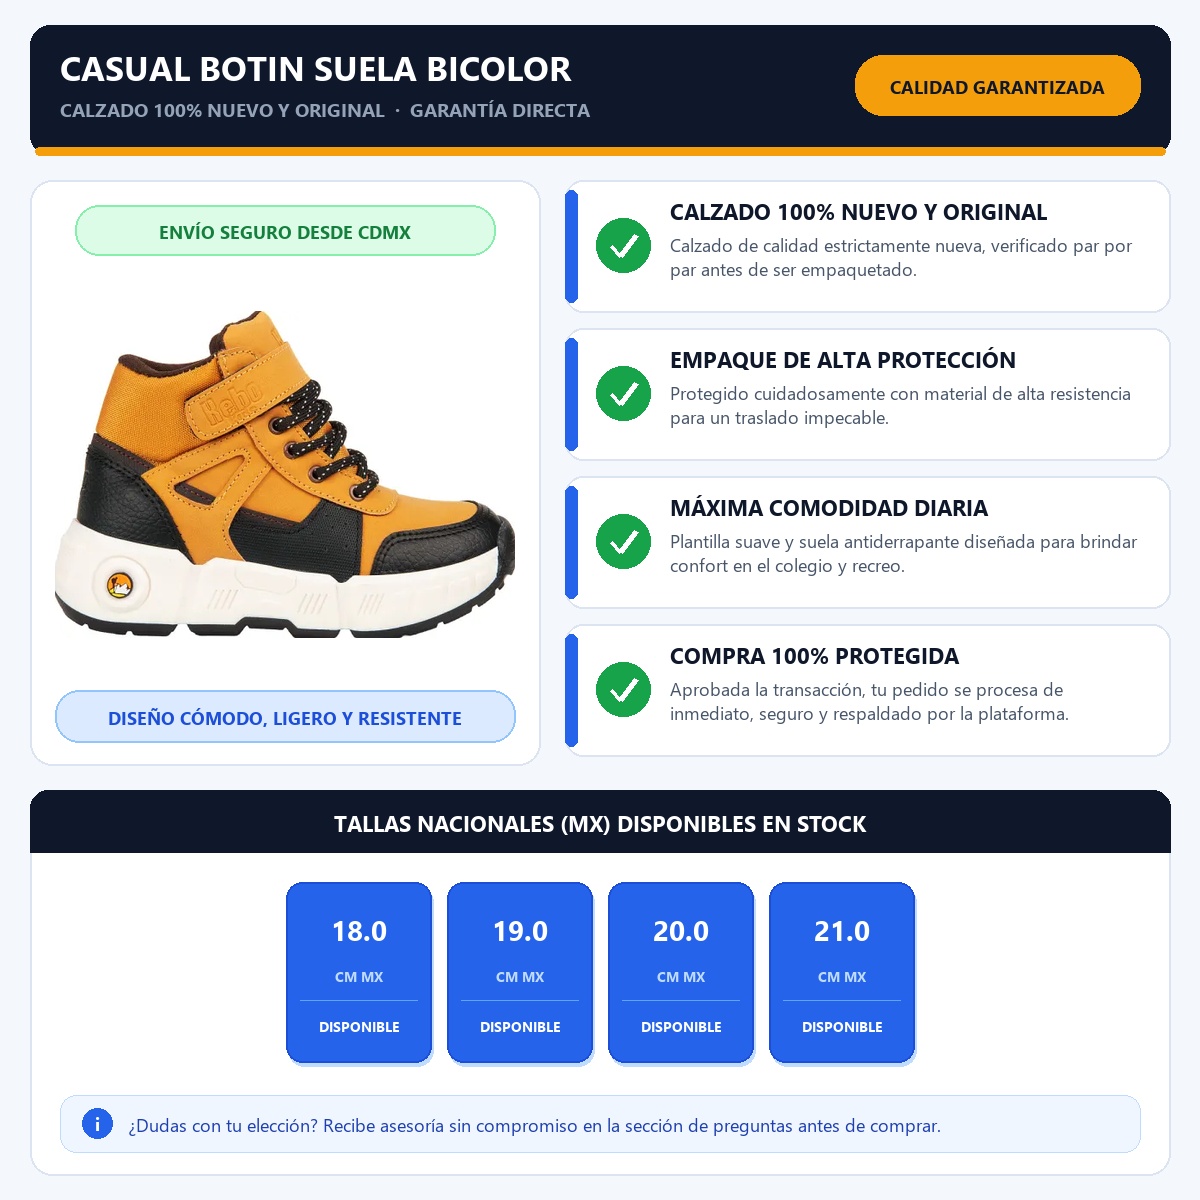 CASUAL BOTIN SUELA BICOLOR
CALZADO 100% NUEVO Y ORIGINAL · GARANTÍA DIRECTA
CALIDAD GARANTIZADA
ENVÍO SEGURO DESDE CDMX
Kebo
DISEÑO CÓMODO, LIGERO Y RESISTENTE
CALZADO 100% NUEVO Y ORIGINAL
Calzado de calidad estrictamente nueva, verificado par por
par antes de ser empaquetado.
EMPAQUE DE ALTA PROTECCIÓN
Protegido cuidadosamente con material de alta resistencia
para un traslado impecable.
MÁXIMA COMODIDAD DIARIA
Plantilla suave y suela antiderrapante diseñada para brindar
confort en el colegio y recreo.
COMPRA 100% PROTEGIDA
Aprobada la transacción, tu pedido se procesa de
inmediato, seguro y respaldado por la plataforma.
TALLAS NACIONALES (MX) DISPONIBLES EN STOCK
18.0
CM MX
DISPONIBLE
19.0
CM MX
DISPONIBLE
20.0
CM MX
DISPONIBLE
21.0
CM MX
DISPONIBLE
¿Dudas con tu elección? Recibe asesoría sin compromiso en la sección de preguntas antes de comprar.